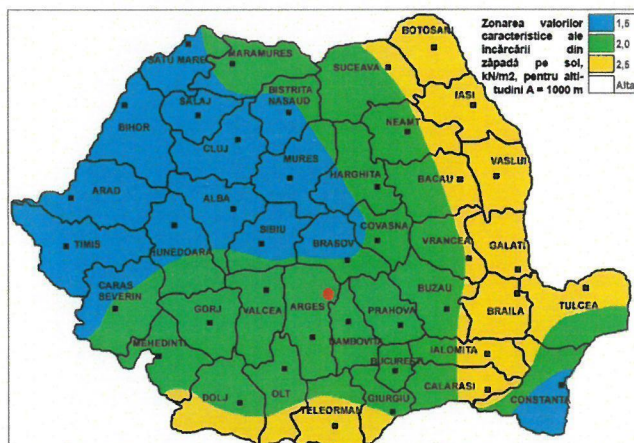 Zonarea valorilor
caracteristice ale
încărcării din
zăpadă pe sol,
kN/m2, pentru alti-
tudini A = 1000 m
1,5
2,0
2,5
Alta
BOTOSANI
SATU MARE
MARAMURES
SUCEAVA
IASI
SALAJ
BISTRITA
NASAUD
BIHOR
NEAMT
CLUJ
MURES
HARGHITA
BACAU
VASLUI
ARAD
ALBA
TIMIS
HUNEDOARA
SIBIU
BRASOV
COVASNA
VRANCEA
GALATI
CARAS
SEVERIN
GORJ
VALCEA
ARGES
PRAHOVA
BUZAU
BRAILA
TULCEA
MEHEDINTI
DAMBOVITA
BUCURESTI
IALOMITA
DOLJ
OLT
TELEORMAN
GIURGIU
CALARASI
CONSTANTA